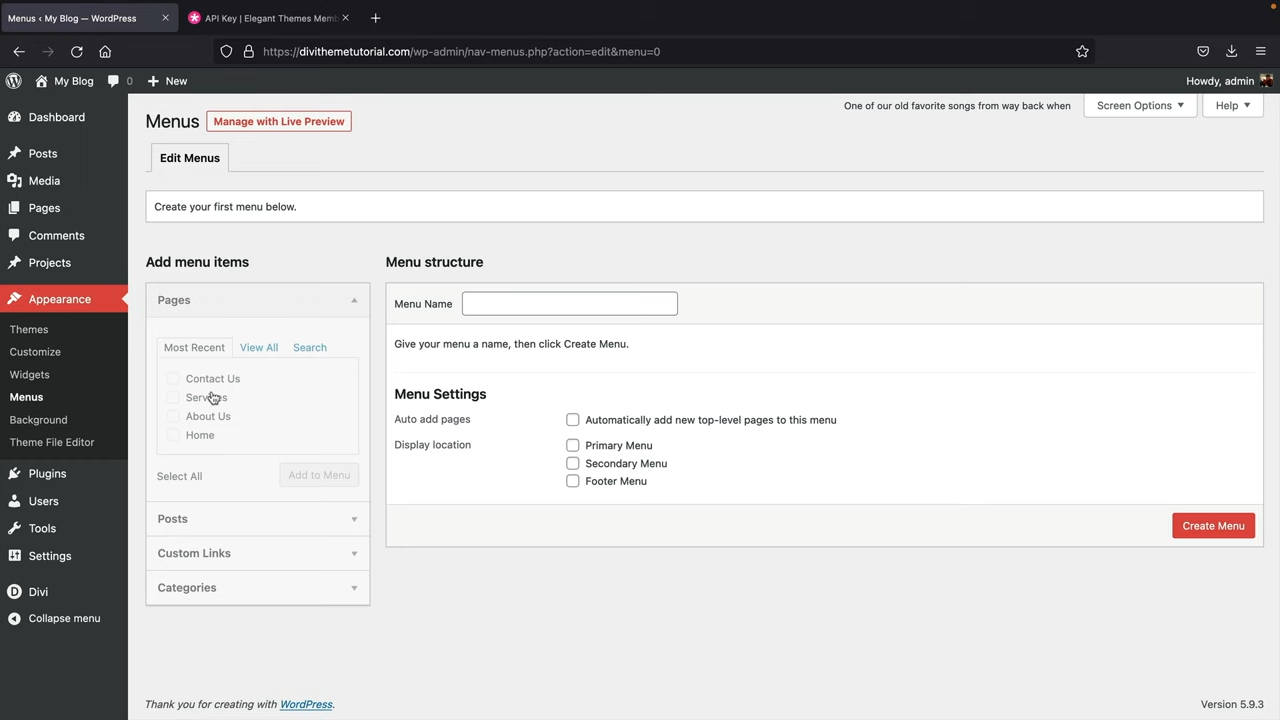 Menus ‹ My Blog — WordPress
API Key | Elegant Themes Memb
https://divithemetutorial.com/wp-admin/nav-menus.php?action=edit&menu=0
My Blog
0
New
Howdy, admin
Dashboard
Posts
Media
Pages
Comments
Projects
Appearance
Themes
Customize
Widgets
Menus
Background
Theme File Editor
Plugins
Users
Tools
Settings
Divi
Collapse menu
One of our old favorite songs from way back when
Screen Options
Help
Menus
Manage with Live Preview
Edit Menus
Create your first menu below.
Add menu items
Pages
Most Recent
View All
Search
Contact Us
Services
About Us
Home
Select All
Add to Menu
Posts
Custom Links
Categories
Menu structure
Menu Name
Give your menu a name, then click Create Menu.
Menu Settings
Auto add pages
Automatically add new top-level pages to this menu
Display location
Primary Menu
Secondary Menu
Footer Menu
Create Menu
Thank you for creating with WordPress.
Version 5.9.3